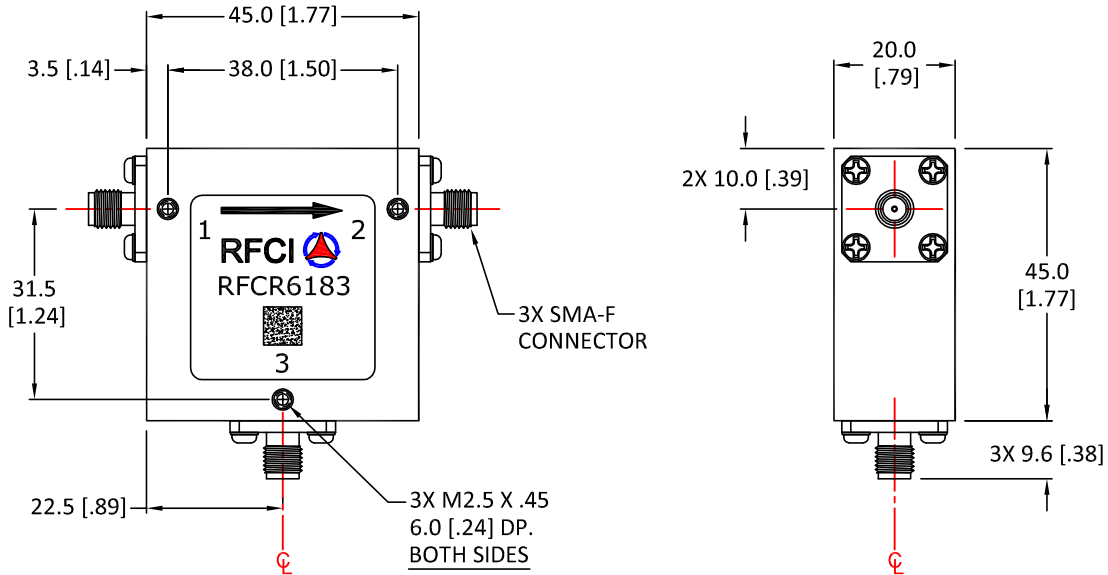 45.0 [1.77]
3.5 [.14]
38.0 [1.50]
1
2
RFCI
RFCR6183
3
31.5
[1.24]
3X SMA-F
CONNECTOR
22.5 [.89]
3X M2.5 X .45
6.0 [.24] DP.
BOTH SIDES
℄
20.0
[.79]
2X 10.0 [.39]
45.0
[1.77]
3X 9.6 [.38]
℄